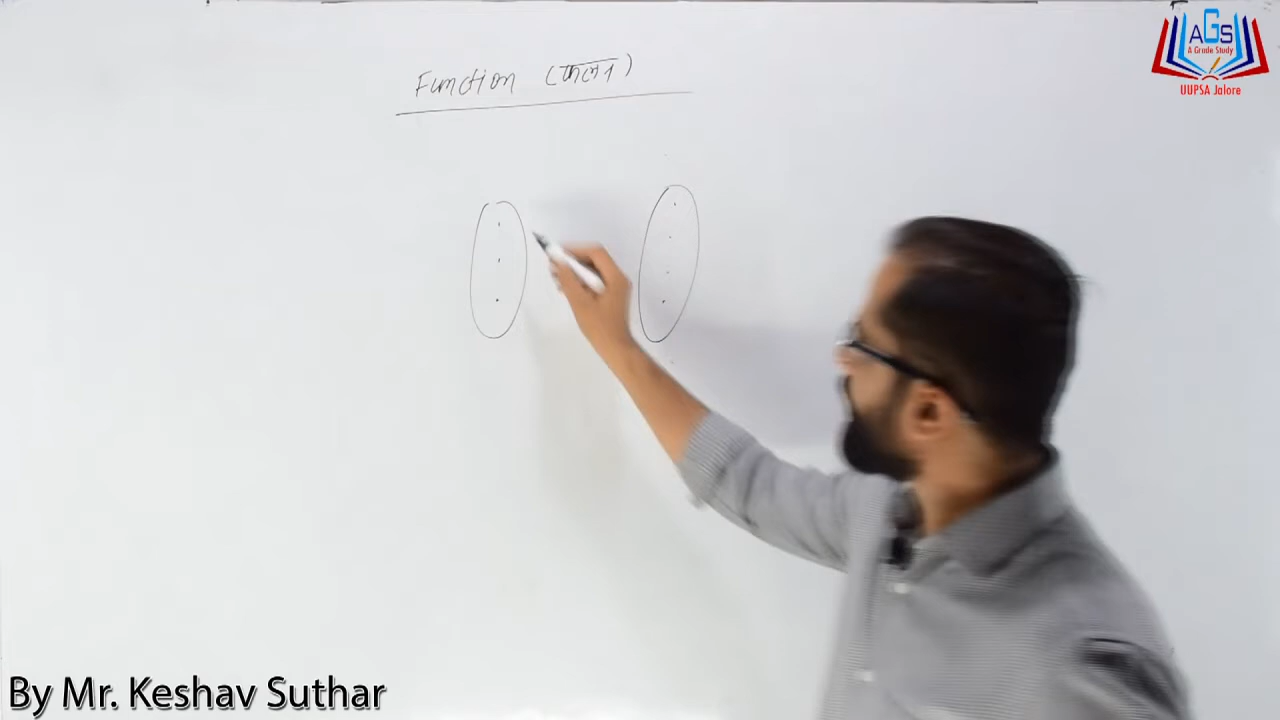 Function (फलन)
AGS
A Grade Study
UUPSA Jalore
By Mr. Keshav Suthar